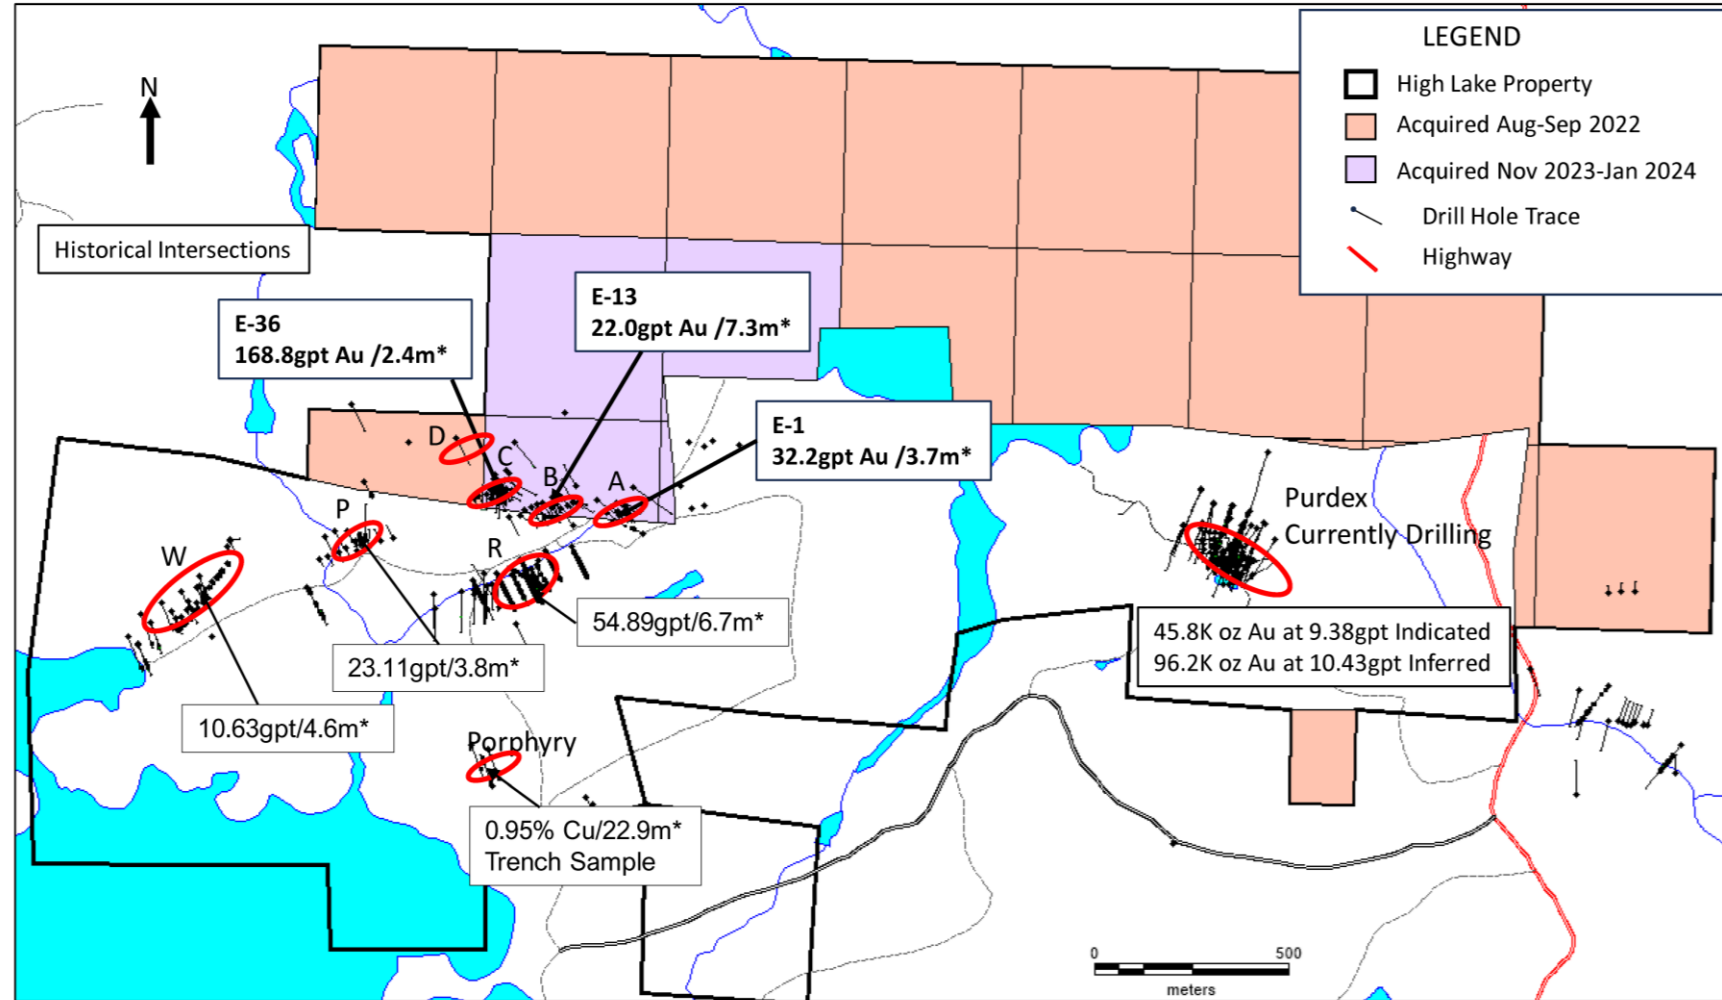 LEGEND
High Lake Property
Acquired Aug-Sep 2022
Acquired Nov 2023-Jan 2024
Drill Hole Trace
Highway
N
Historical Intersections
E-36
168.8gpt Au /2.4m*
E-13
22.0gpt Au /7.3m*
E-1
32.2gpt Au /3.7m*
D
C
B
A
P
W
R
Purdex
Currently Drilling
54.89gpt/6.7m*
23.11gpt/3.8m*
10.63gpt/4.6m*
45.8K oz Au at 9.38gpt Indicated
96.2K oz Au at 10.43gpt Inferred
Porphyry
0.95% Cu/22.9m*
Trench Sample
0 500
meters